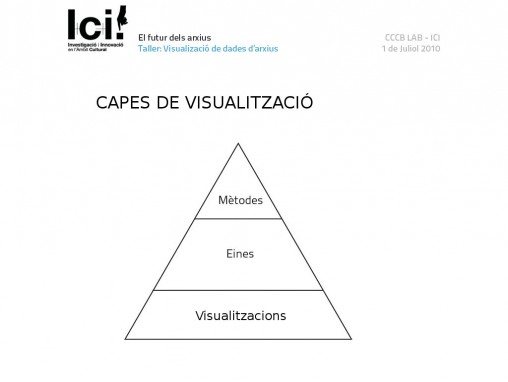 Ici!
Investigació i Innovació
en l'Àmbit Cultural
El futur dels arxius
Taller: Visualizació de dades d'arxius
CCCB LAB - ICI
1 de Juliol 2010
CAPES DE VISUALITZACIÓ
Mètodes
Eines
Visualitzacions